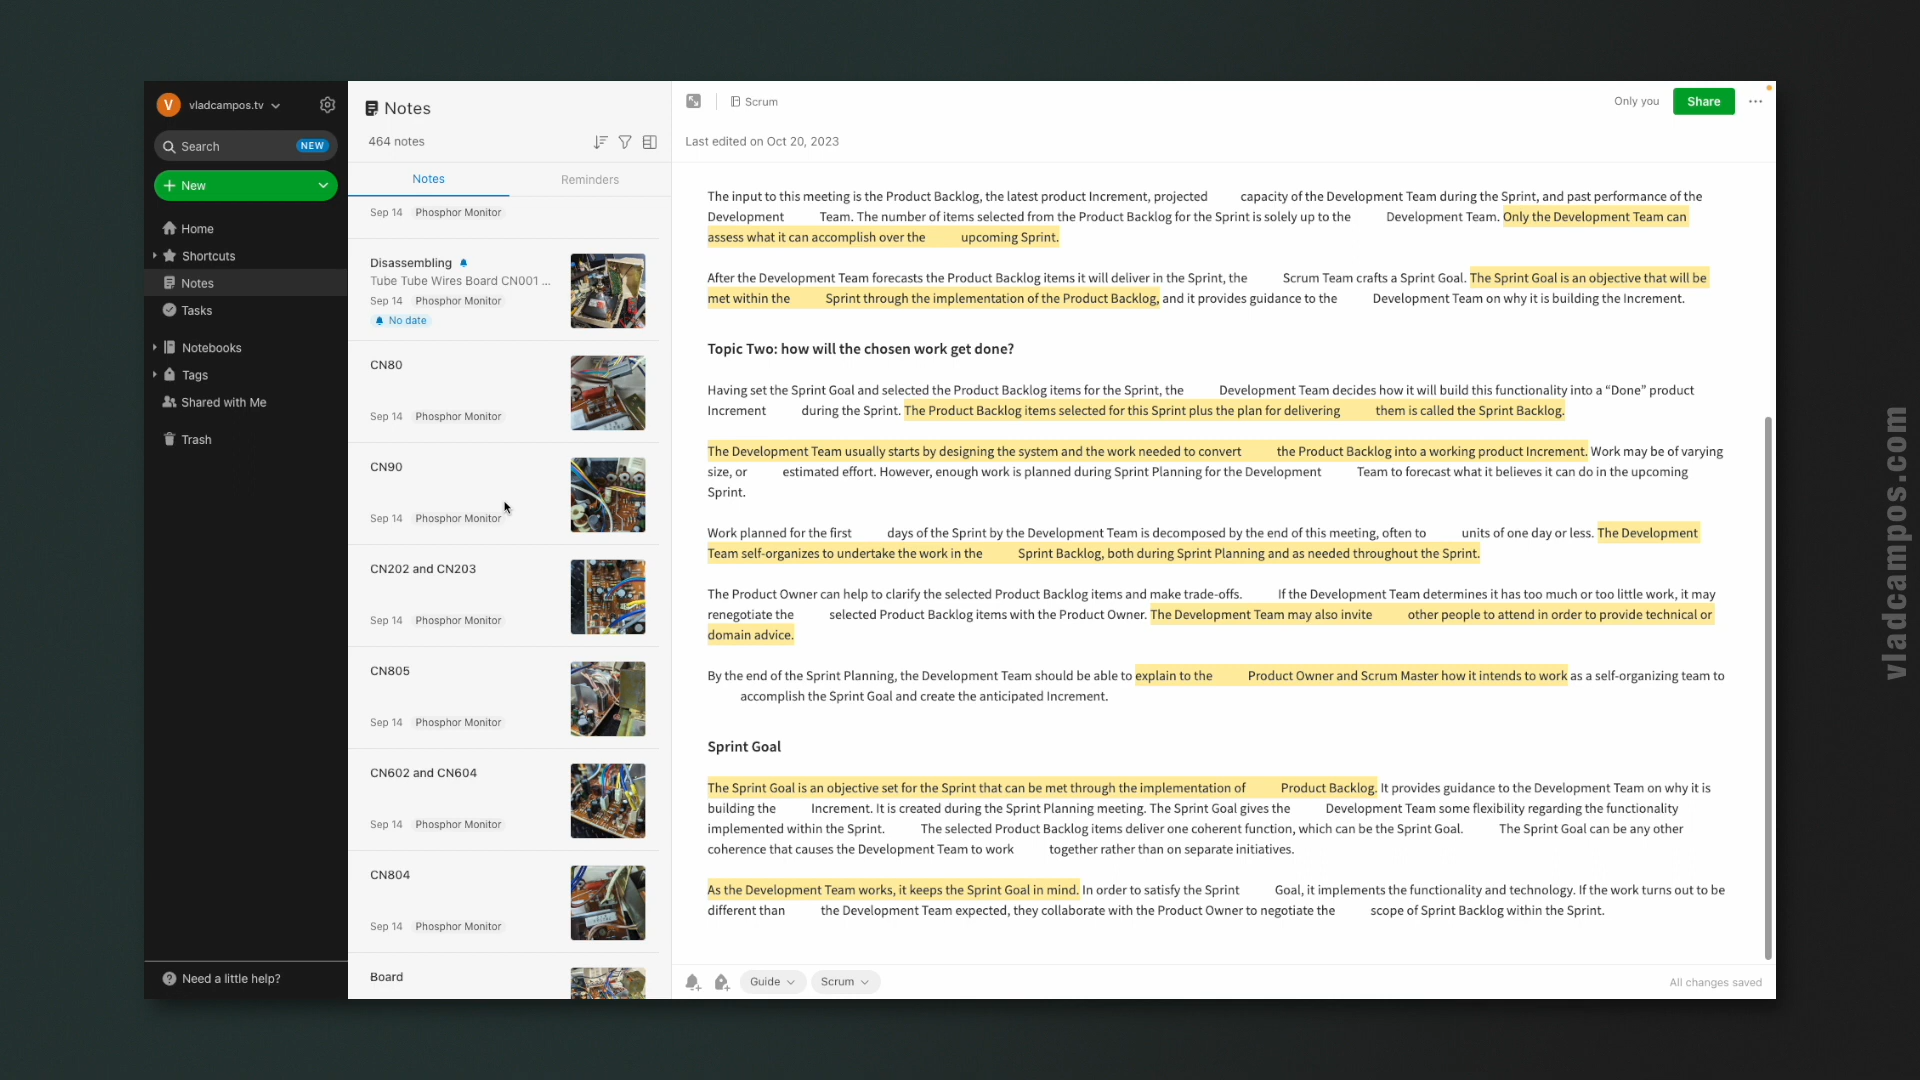 V vladcampos.tv
Search NEW
New
Home
Shortcuts
Notes
Tasks
Notebooks
Tags
Shared with Me
Trash
Need a little help?
Notes
464 notes
Notes Reminders
Sep 14 Phosphor Monitor
Disassembling
Tube Tube Wires Board CN001 ...
Sep 14 Phosphor Monitor
No date
CN80
Sep 14 Phosphor Monitor
CN90
Sep 14 Phosphor Monitor
CN202 and CN203
Sep 14 Phosphor Monitor
CN805
Sep 14 Phosphor Monitor
CN602 and CN604
Sep 14 Phosphor Monitor
CN804
Sep 14 Phosphor Monitor
Board
Scrum
Only you Share
Last edited on Oct 20, 2023
The input to this meeting is the Product Backlog, the latest product Increment, projected capacity of the Development Team during the Sprint, and past performance of the
Development Team. The number of items selected from the Product Backlog for the Sprint is solely up to the Development Team. Only the Development Team can
assess what it can accomplish over the upcoming Sprint.
After the Development Team forecasts the Product Backlog items it will deliver in the Sprint, the Scrum Team crafts a Sprint Goal. The Sprint Goal is an objective that will be
met within the Sprint through the implementation of the Product Backlog, and it provides guidance to the Development Team on why it is building the Increment.
Topic Two: how will the chosen work get done?
Having set the Sprint Goal and selected the Product Backlog items for the Sprint, the Development Team decides how it will build this functionality into a “Done” product
Increment during the Sprint. The Product Backlog items selected for this Sprint plus the plan for delivering them is called the Sprint Backlog.
The Development Team usually starts by designing the system and the work needed to convert the Product Backlog into a working product Increment. Work may be of varying
size, or estimated effort. However, enough work is planned during Sprint Planning for the Development Team to forecast what it believes it can do in the upcoming
Sprint.
Work planned for the first days of the Sprint by the Development Team is decomposed by the end of this meeting, often to units of one day or less. The Development
Team self-organizes to undertake the work in the Sprint Backlog, both during Sprint Planning and as needed throughout the Sprint.
The Product Owner can help to clarify the selected Product Backlog items and make trade-offs. If the Development Team determines it has too much or too little work, it may
renegotiate the selected Product Backlog items with the Product Owner. The Development Team may also invite other people to attend in order to provide technical or
domain advice.
By the end of the Sprint Planning, the Development Team should be able to explain to the Product Owner and Scrum Master how it intends to work as a self-organizing team to
accomplish the Sprint Goal and create the anticipated Increment.
Sprint Goal
The Sprint Goal is an objective set for the Sprint that can be met through the implementation of Product Backlog. It provides guidance to the Development Team on why it is
building the Increment. It is created during the Sprint Planning meeting. The Sprint Goal gives the Development Team some flexibility regarding the functionality
implemented within the Sprint. The selected Product Backlog items deliver one coherent function, which can be the Sprint Goal. The Sprint Goal can be any other
coherence that causes the Development Team to work together rather than on separate initiatives.
As the Development Team works, it keeps the Sprint Goal in mind. In order to satisfy the Sprint Goal, it implements the functionality and technology. If the work turns out to be
different than the Development Team expected, they collaborate with the Product Owner to negotiate the scope of Sprint Backlog within the Sprint.
Guide Scrum
All changes saved
vladcampos.com